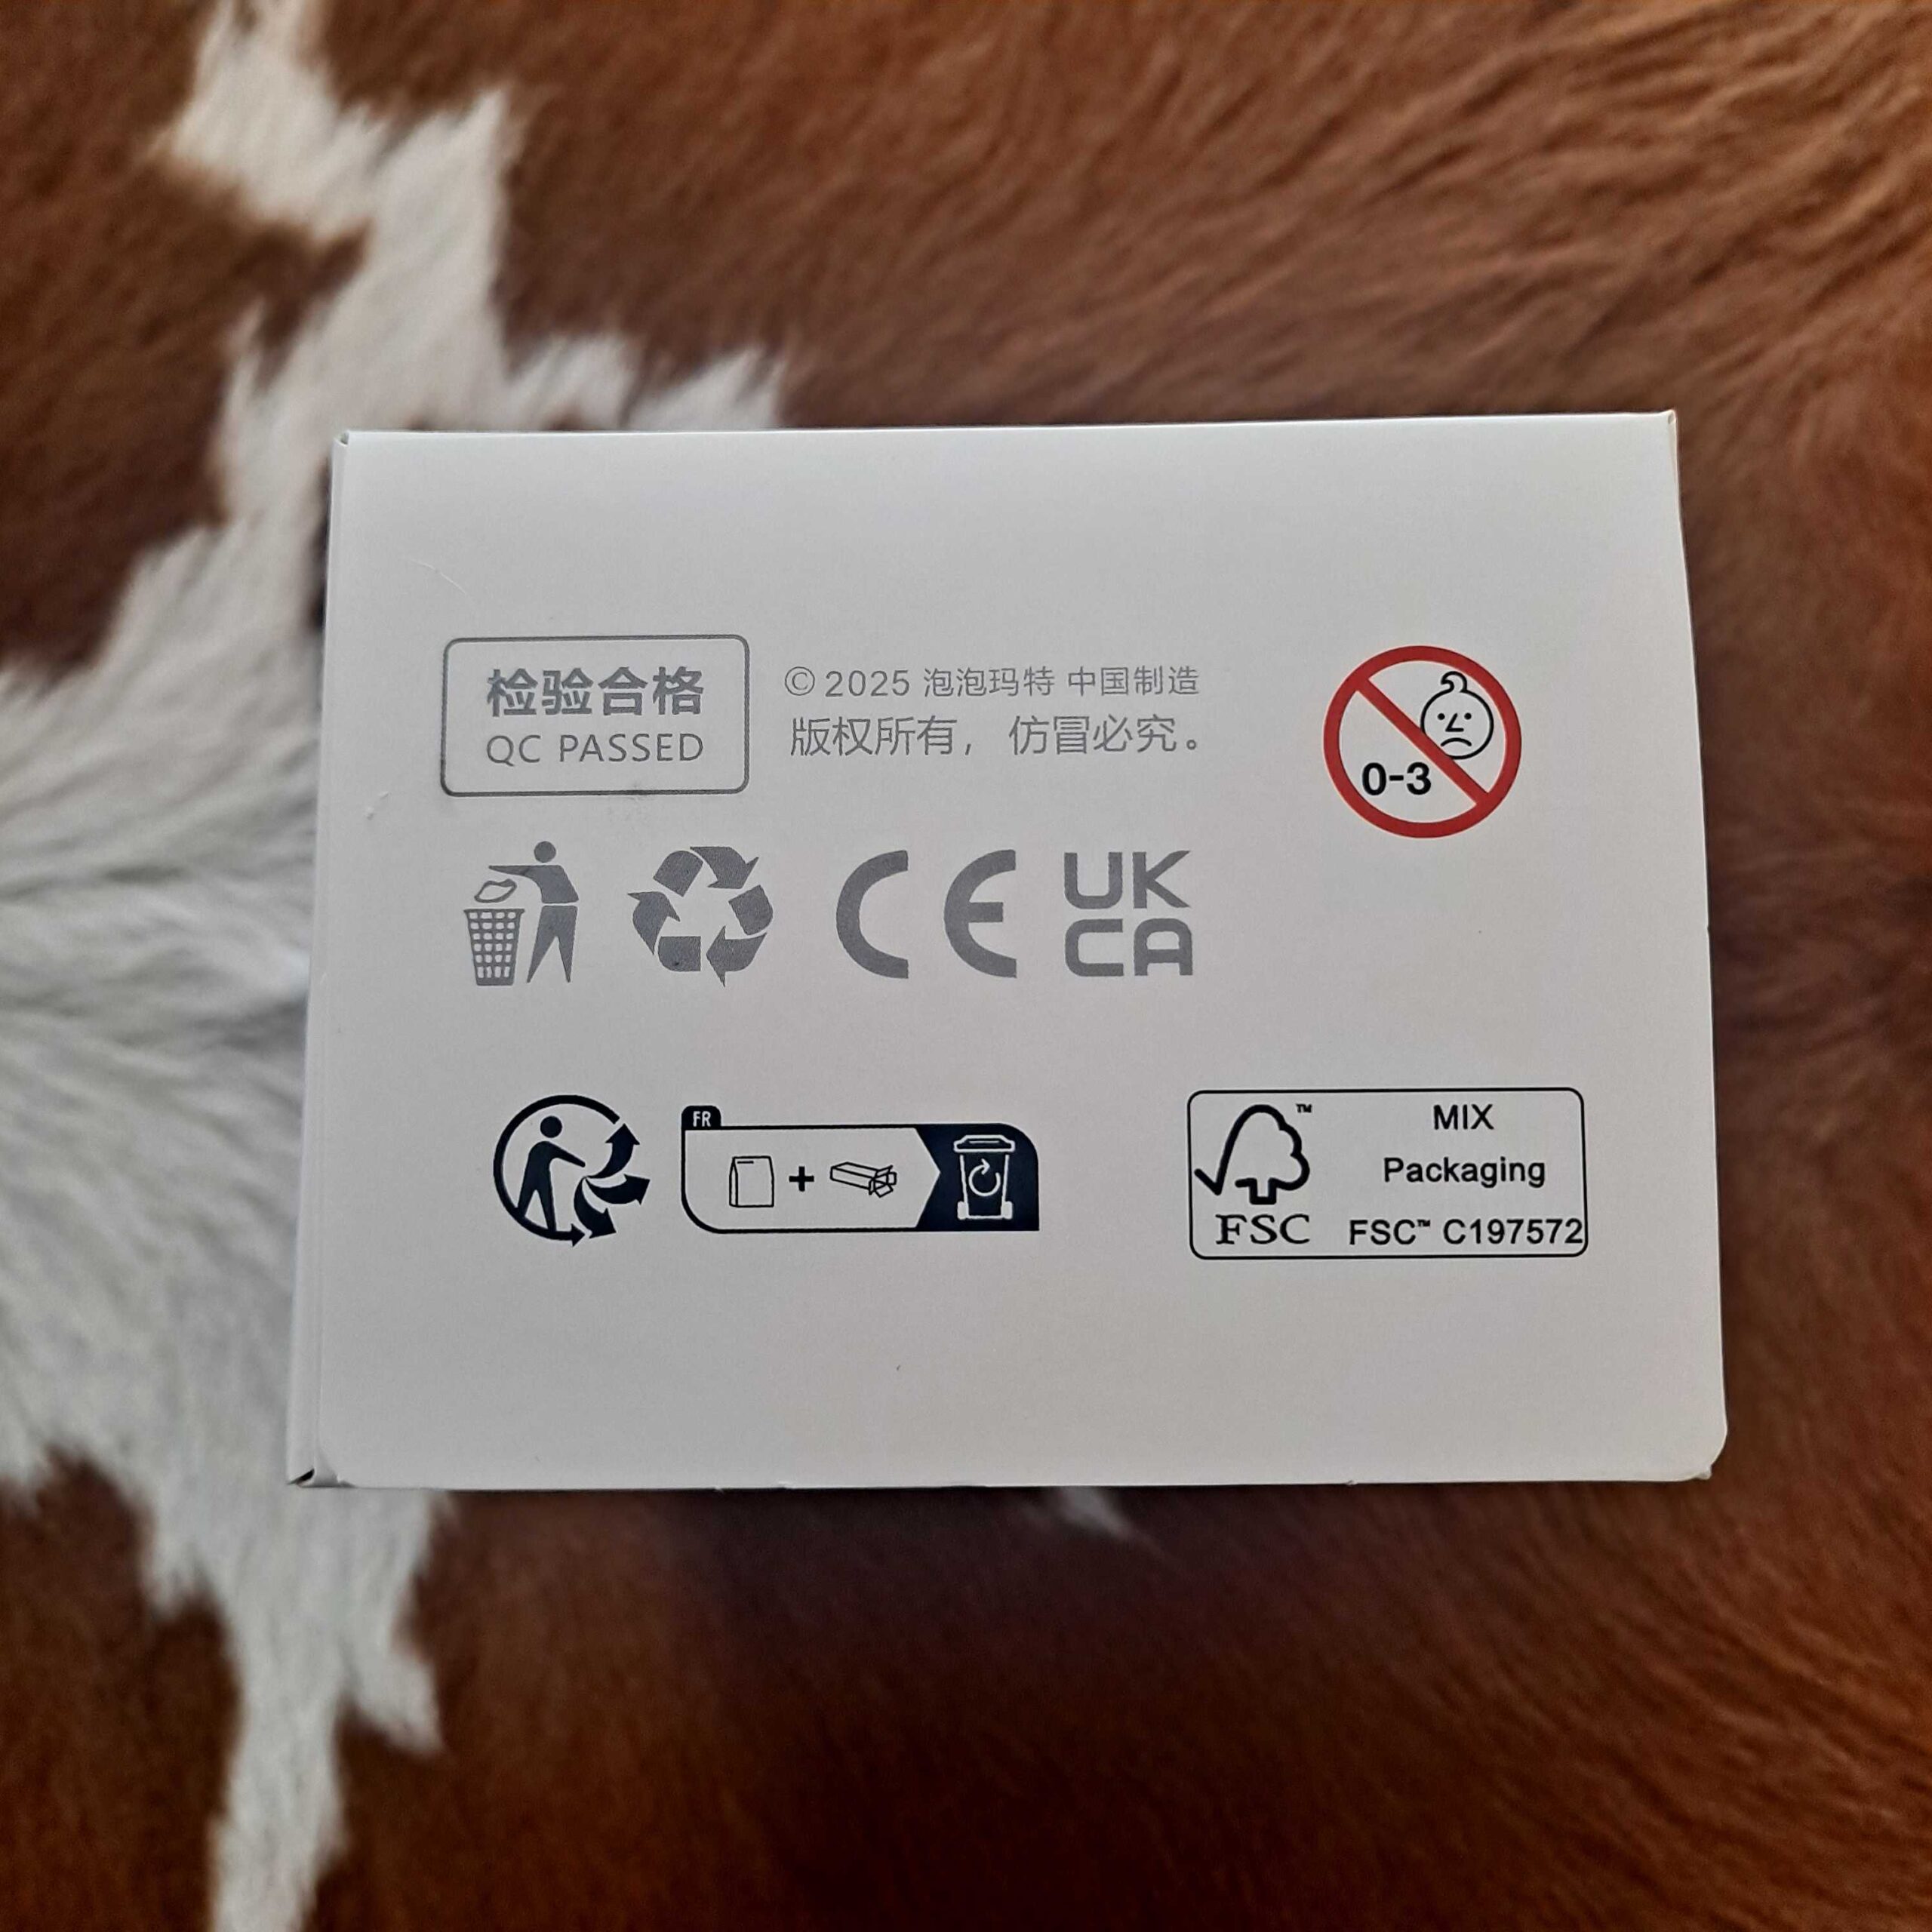 检验合格
QC PASSED
© 2025 泡泡玛特 中国制造
版权所有，仿冒必究。
0-3
CE
UK
CA
FR
FSC
™
MIX
Packaging
FSC™ C197572